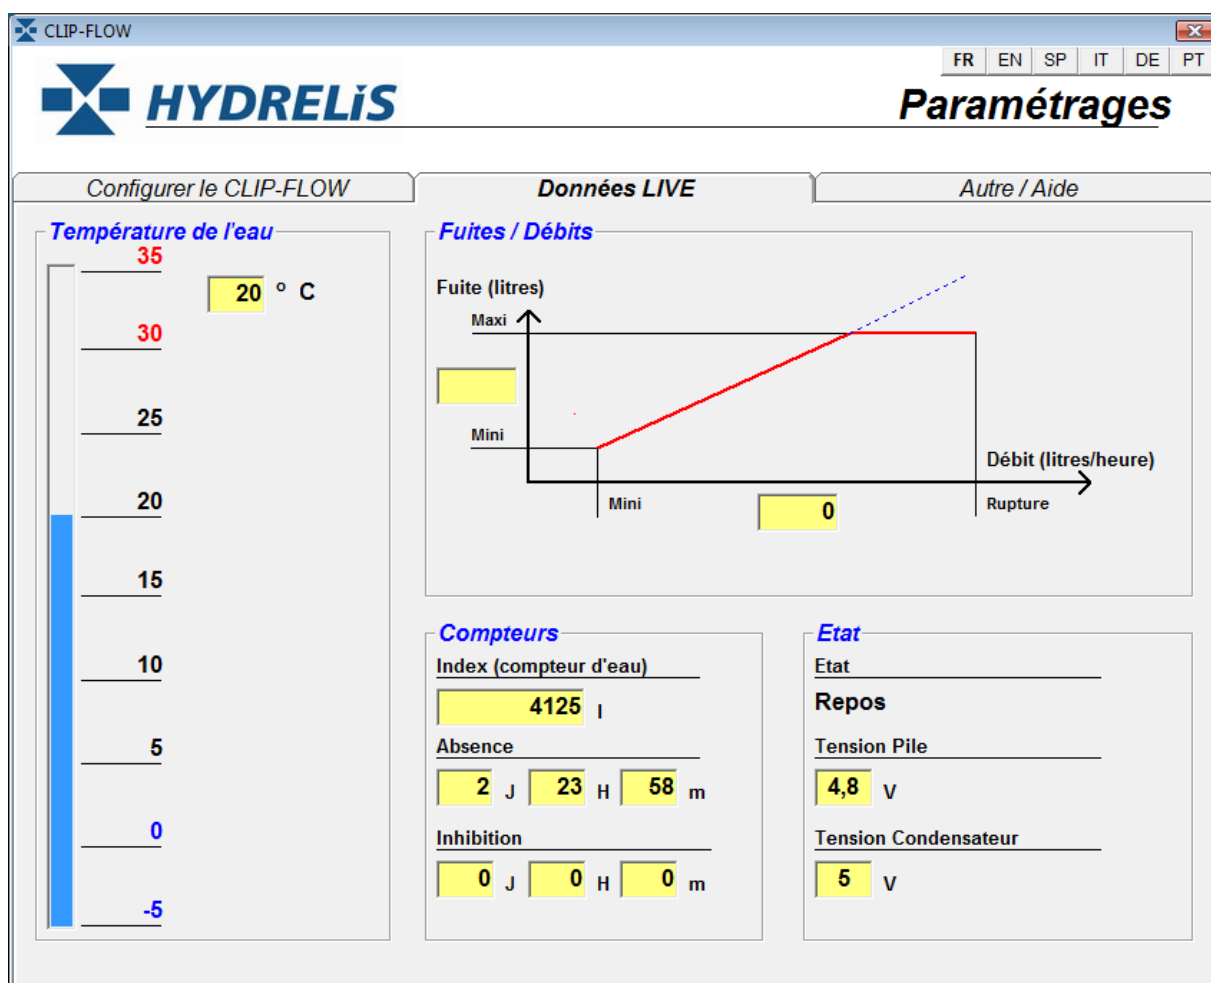 CLIP-FLOW
FR EN SP IT DE PT
HYDRELiS
Paramétrages
Configurer le CLIP-FLOW
Données LIVE
Autre / Aide
Température de l'eau
35
20 ° C
30
25
20
15
10
5
0
-5
Fuites / Débits
Fuite (litres)
Maxi
Mini
Débit (litres/heure)
Mini
0
Rupture
Compteurs
Index (compteur d'eau)
4125 l
Absence
2 J 23 H 58 m
Inhibition
0 J 0 H 0 m
Etat
Etat
Repos
Tension Pile
4,8 V
Tension Condensateur
5 V